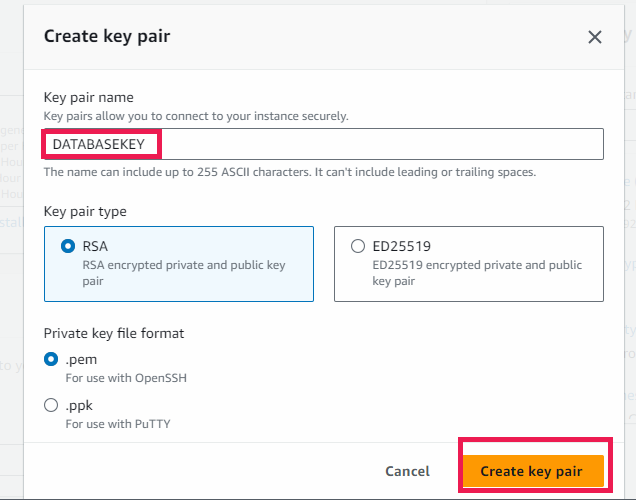 Create key pair
Key pair name
Key pairs allow you to connect to your instance securely.
DATABASEKEY
The name can include up to 255 ASCII characters. It can't include leading or trailing spaces.
Key pair type
RSA
RSA encrypted private and public key
pair
ED25519
ED25519 encrypted private and public
key pair
Private key file format
.pem
For use with OpenSSH
.ppk
For use with PuTTY
Cancel
Create key pair